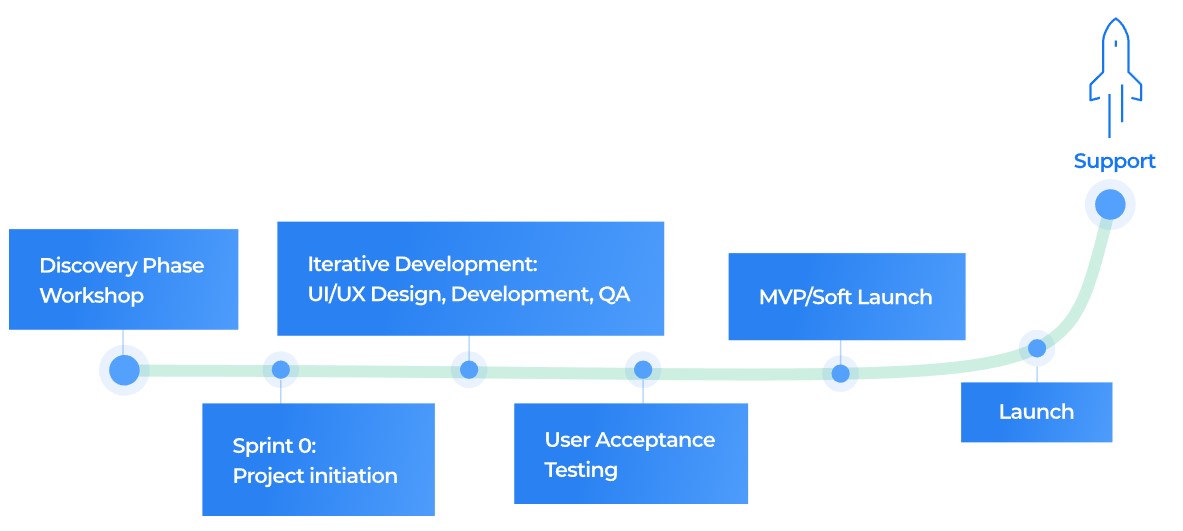 Discovery Phase
Workshop
Sprint 0:
Project initiation
Iterative Development:
UI/UX Design, Development, QA
User Acceptance
Testing
MVP/Soft Launch
Launch
Support